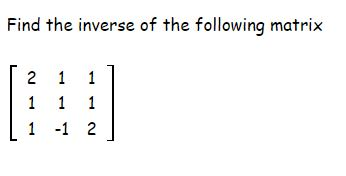 Find the inverse of the following matrix
2 1 1
1 1 1
1 -1 2